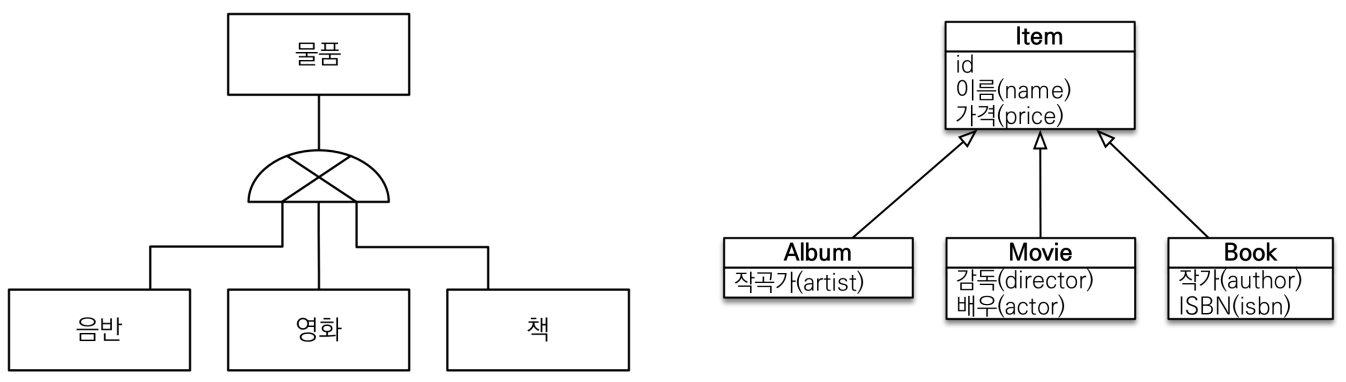 물품
음반
영화
책
Item
id
이름(name)
가격(price)
Album
작곡가(artist)
Movie
감독(director)
배우(actor)
Book
작가(author)
ISBN(isbn)